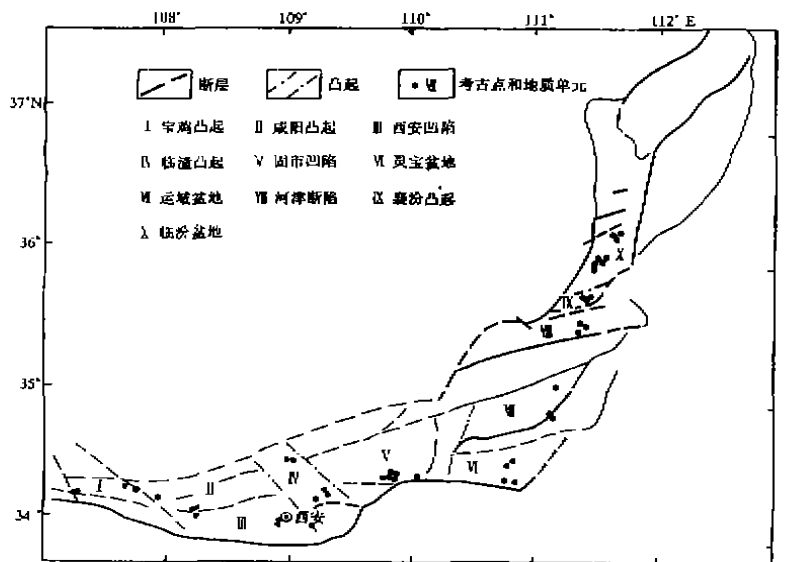 108° 109° 110° 111° 112° E
37°N
36°
35°
34°
断层 凸起 Ⅶ 考古点和地质单元
Ⅰ 宝鸡凸起 Ⅱ 咸阳凸起 Ⅲ 西安凹陷
Ⅳ 临潼凸起 Ⅴ 固市凹陷 Ⅵ 灵宝盆地
Ⅶ 运城盆地 Ⅷ 河津断陷 Ⅸ 襄汾凸起
Ⅹ 临汾盆地
Ⅹ
Ⅸ
Ⅷ
Ⅶ
Ⅴ
Ⅵ
Ⅳ
Ⅰ
Ⅱ
Ⅲ
西安